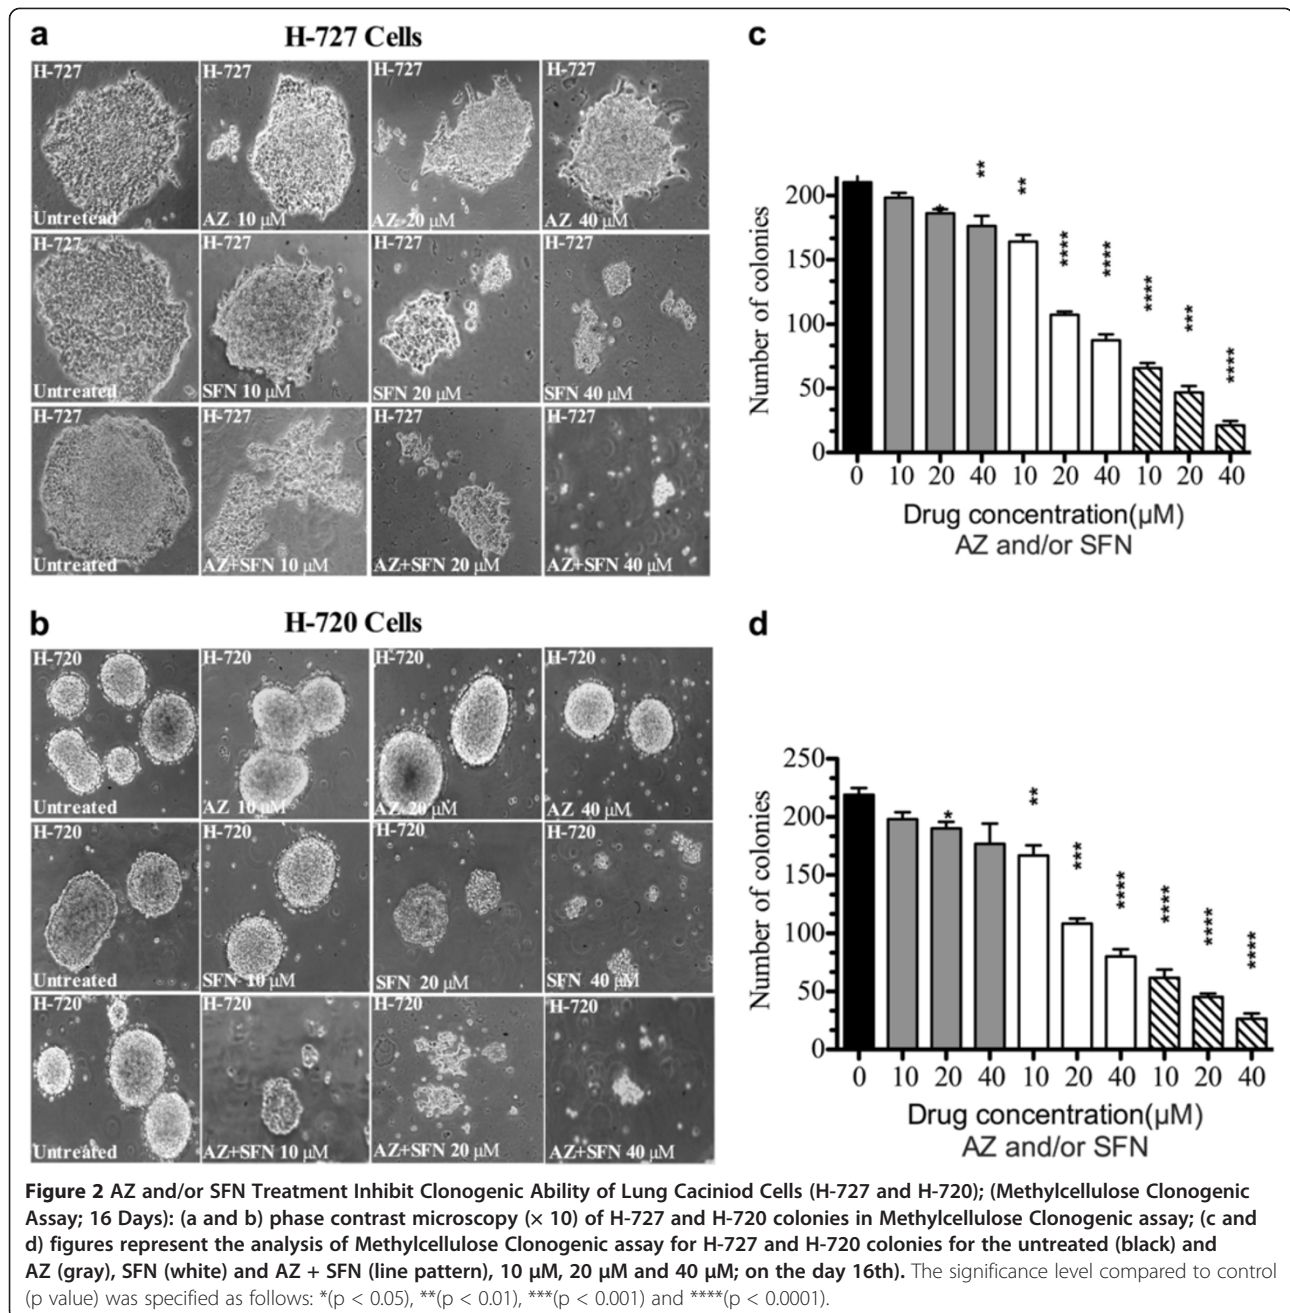 a
H-727 Cells
H-727 H-727 H-727 H-727
Untretead AZ 10 µM AZ 20 µM AZ 40 µM
H-727 H-727 H-727 H-727
Untreated SFN 10 µM SFN 20 µM SFN 40 µM
H-727 H-727 H-727 H-727
Untreated AZ+SFN 10 µM AZ+SFN 20 µM AZ+SFN 40 µM
c
Number of colonies
200
150
100
50
0
** ** **** **** **** *** ****
*
0 10 20 40 10 20 40 10 20 40
Drug concentration(µM)
AZ and/or SFN
b
H-720 Cells
H-720 H-720 H-720 H-720
Untreated AZ 10 µM AZ 20 µM AZ 40 µM
H-720 H-720 H-720 H-720
Untreated SFN 10 µM SFN 20 µM SFN 40 µM
H-720 H-720 H-720 H-720
Untreated AZ+SFN 10 µM AZ+SFN 20 µM AZ+SFN 40 µM
d
Number of colonies
250
200
150
100
50
0
* ** *** **** **** **** ****
0 10 20 40 10 20 40 10 20 40
Drug concentration(µM)
AZ and/or SFN
Figure 2 AZ and/or SFN Treatment Inhibit Clonogenic Ability of Lung Caciniod Cells (H-727 and H-720); (Methylcellulose Clonogenic
Assay; 16 Days): (a and b) phase contrast microscopy (× 10) of H-727 and H-720 colonies in Methylcellulose Clonogenic assay; (c and
d) figures represent the analysis of Methylcellulose Clonogenic assay for H-727 and H-720 colonies for the untreated (black) and
AZ (gray), SFN (white) and AZ + SFN (line pattern), 10 µM, 20 µM and 40 µM; on the day 16th). The significance level compared to control
(p value) was specified as follows: *(p < 0.05), **(p < 0.01), ***(p < 0.001) and ****(p < 0.0001).